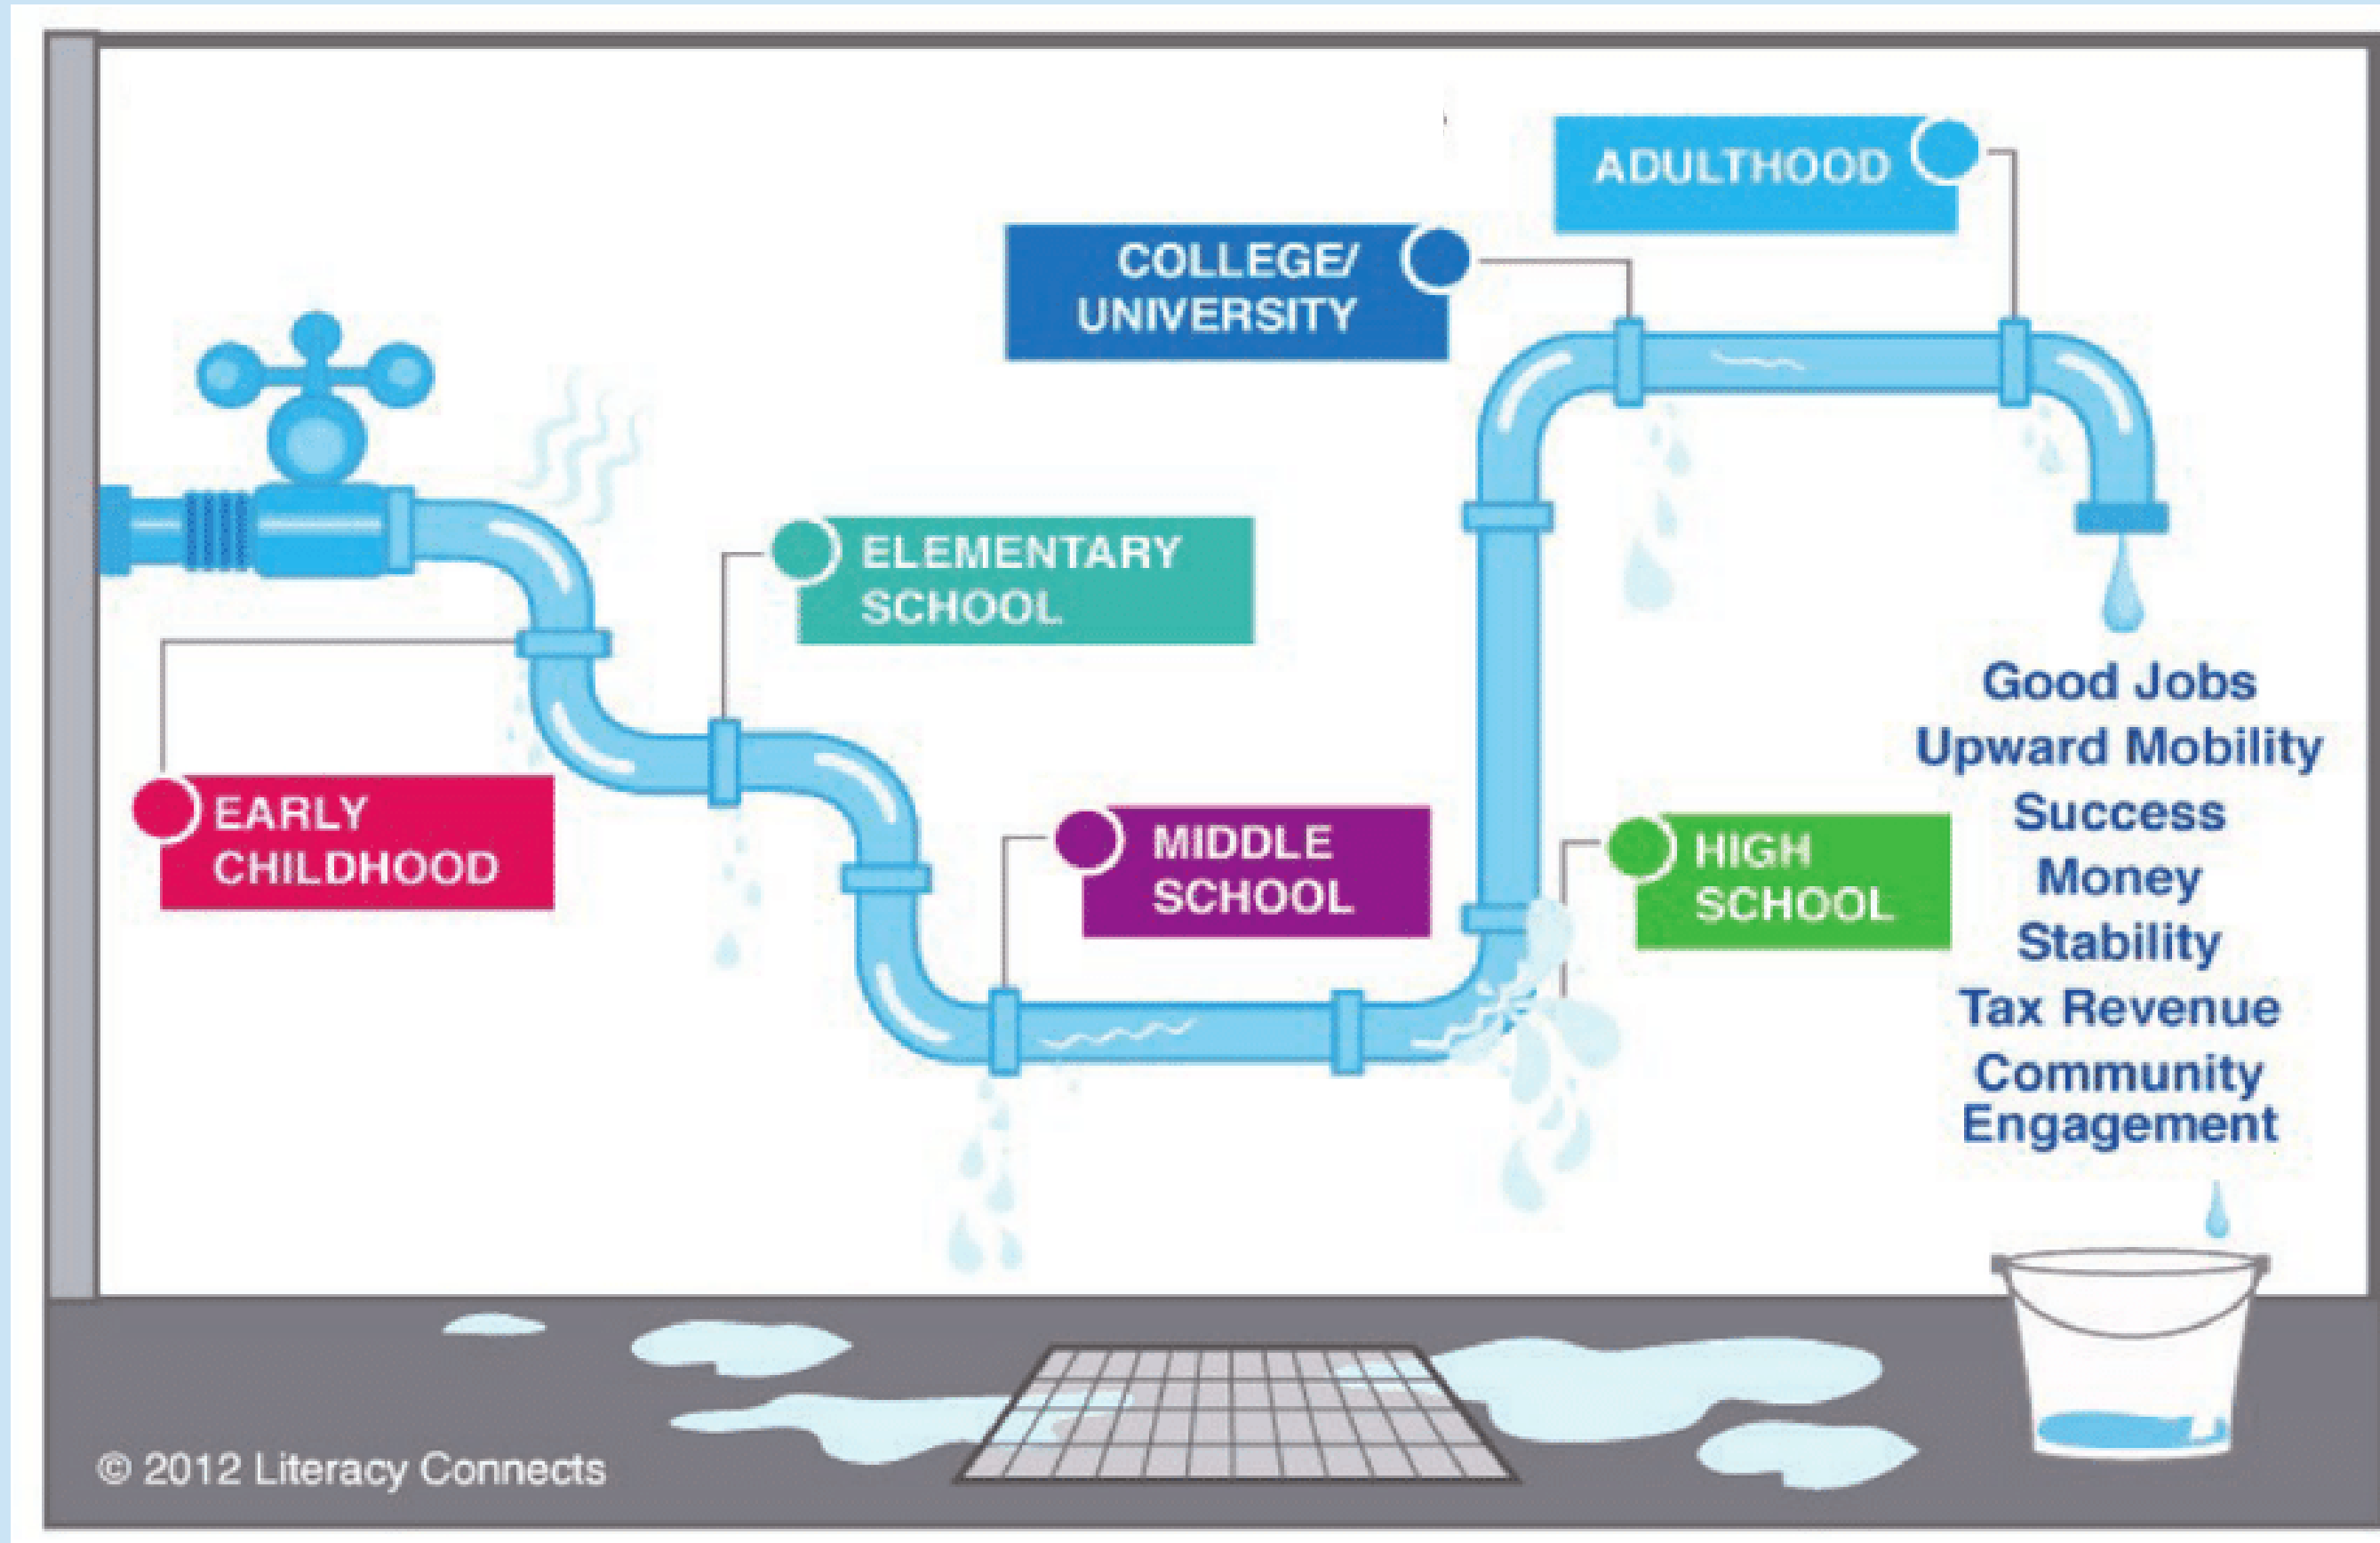 ADULTHOOD
COLLEGE/
UNIVERSITY
ELEMENTARY
SCHOOL
EARLY
CHILDHOOD
MIDDLE
SCHOOL
HIGH
SCHOOL
Good Jobs
Upward Mobility
Success
Money
Stability
Tax Revenue
Community
Engagement
© 2012 Literacy Connects